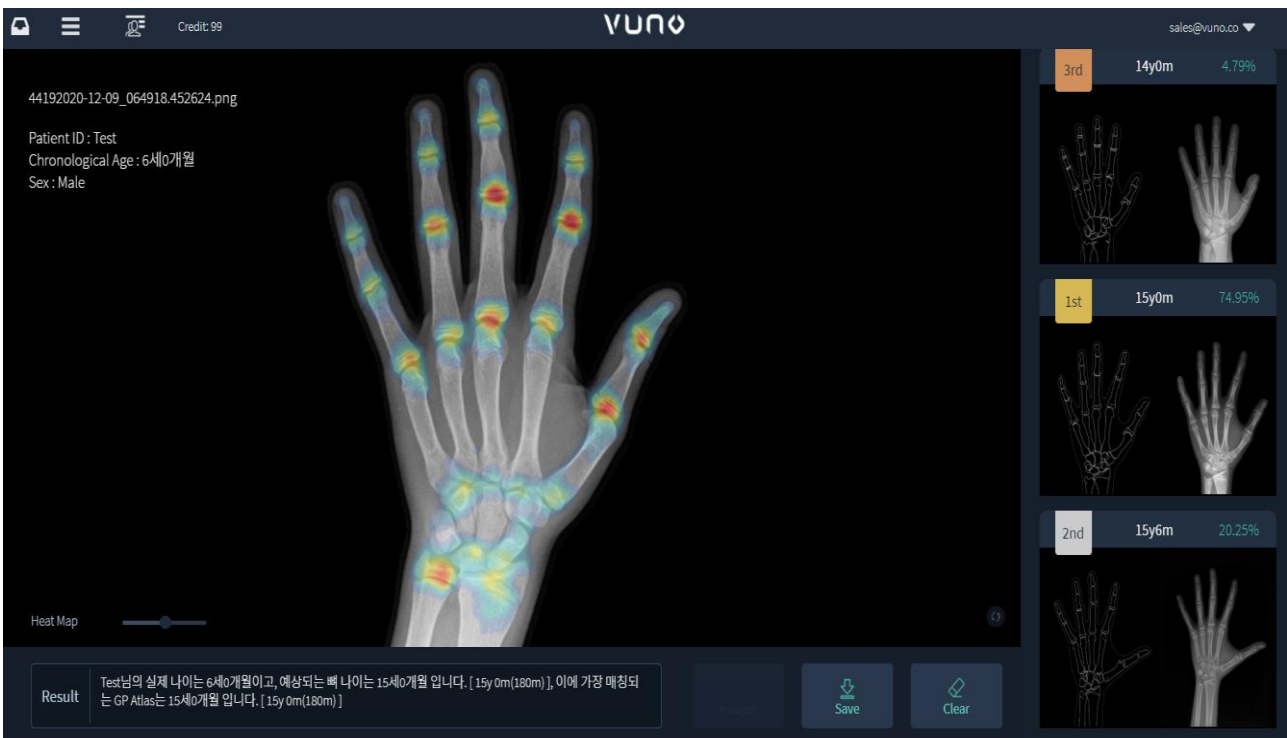 Credit: 99
VUNO
sales@vuno.co
44192020-12-09_064918.452624.png
Patient ID : Test
Chronological Age : 6세0개월
Sex : Male
Heat Map
Result
Test님의 실제 나이는 6세0개월이고, 예상되는 뼈 나이는 15세0개월 입니다. [ 15y 0m(180m) ], 이에 가장 매칭되
는 GP Atlas는 15세0개월 입니다. [ 15y 0m(180m) ]
Save
Clear
3rd 14y0m 4.79%
1st 15y0m 74.95%
2nd 15y6m 20.25%